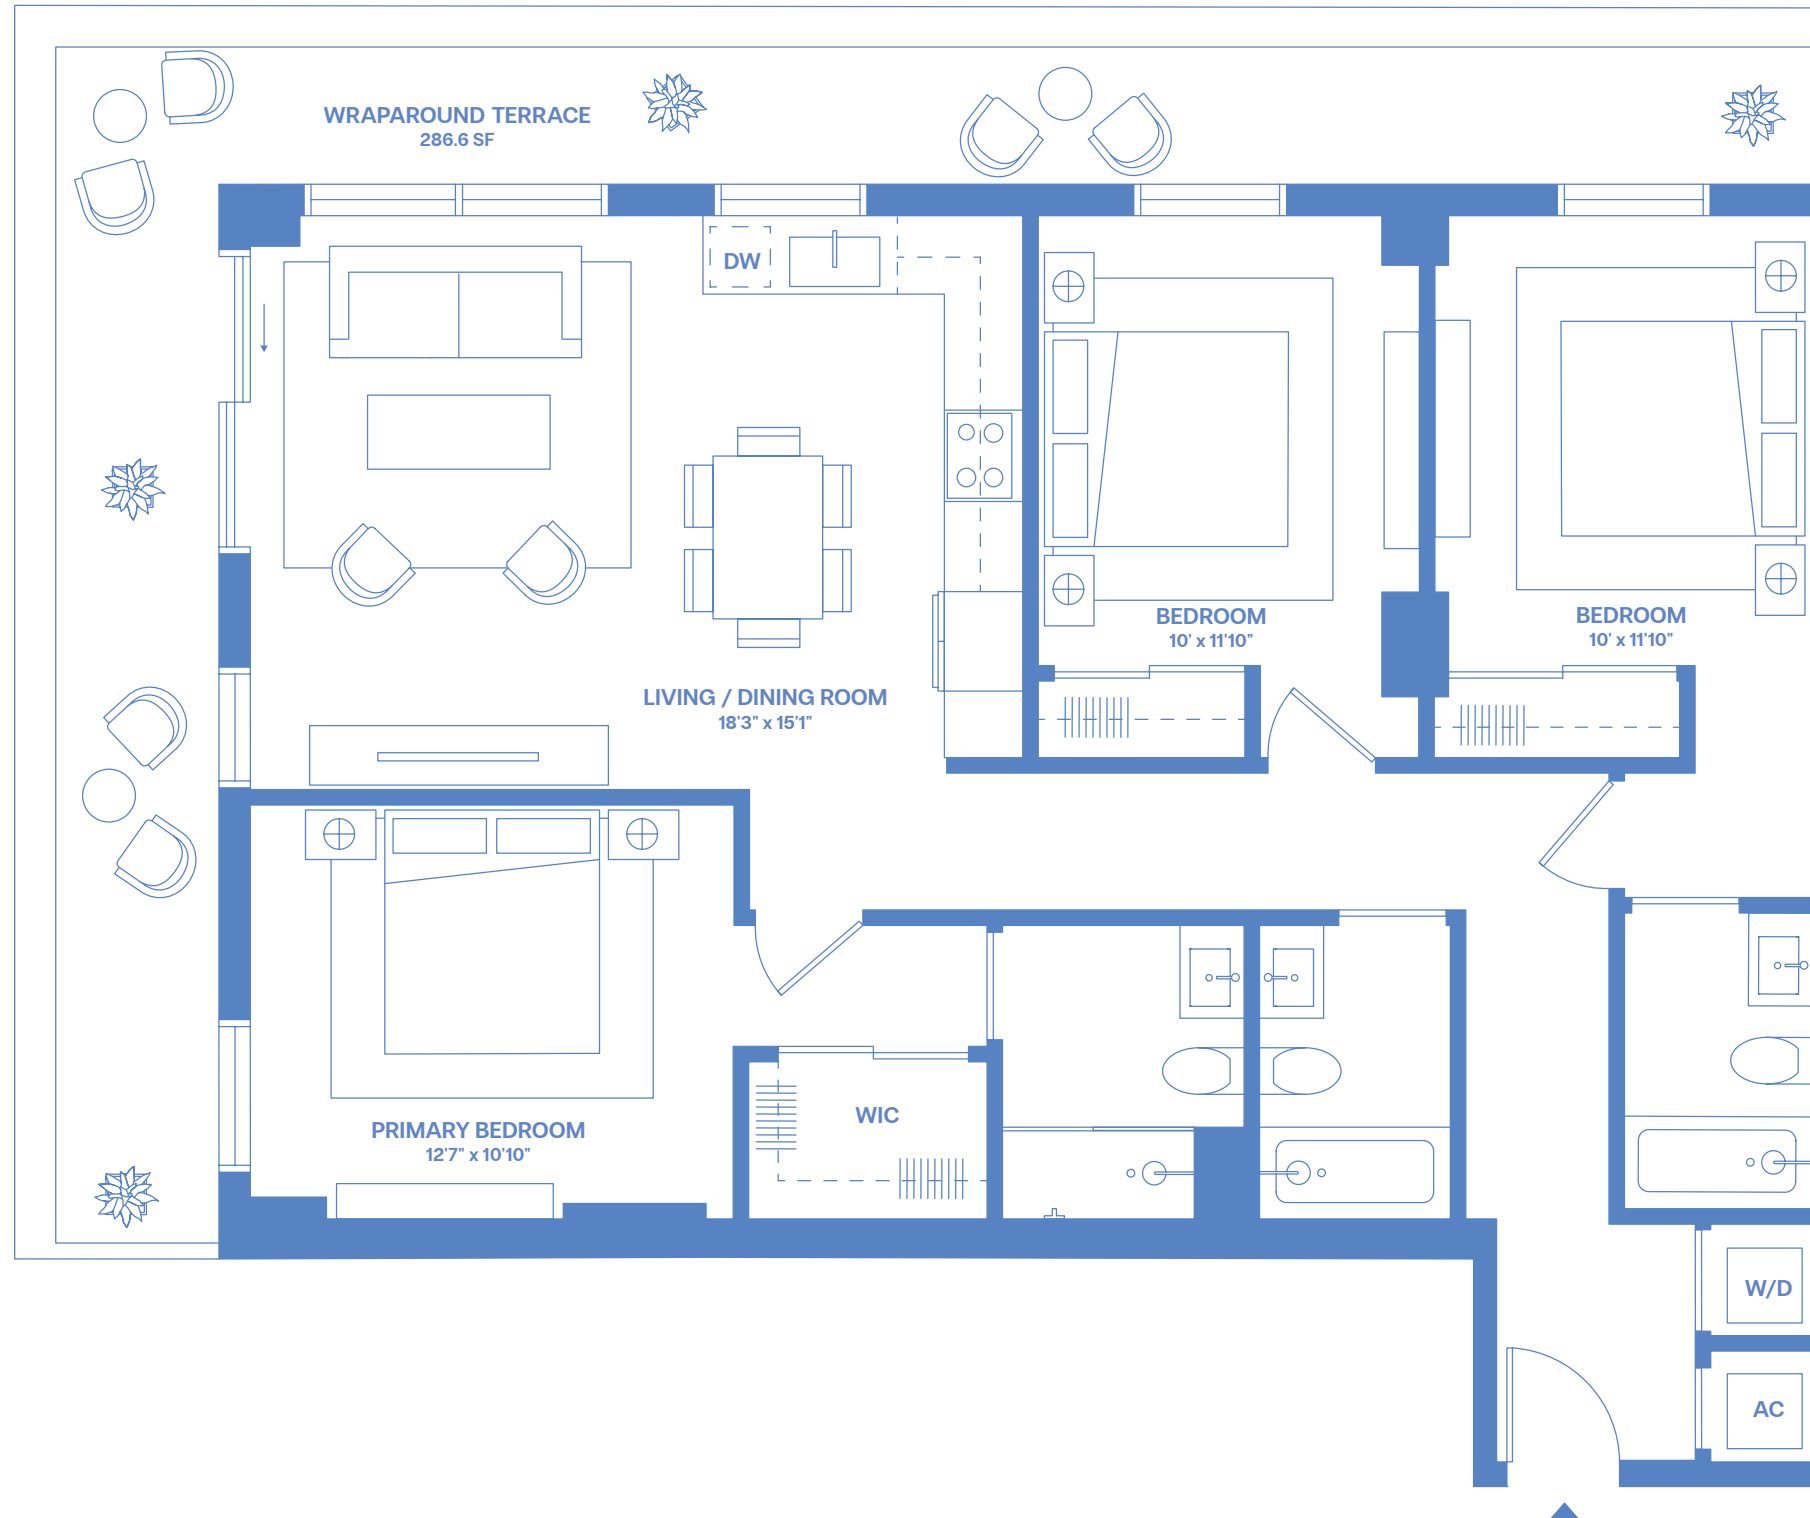 WRAPAROUND TERRACE
286.6 SF
DW
BEDROOM
10' x 11'10"
BEDROOM
10' x 11'10"
LIVING / DINING ROOM
18'3" x 15'1"
PRIMARY BEDROOM
12'7" x 10'10"
WIC
W/D
AC